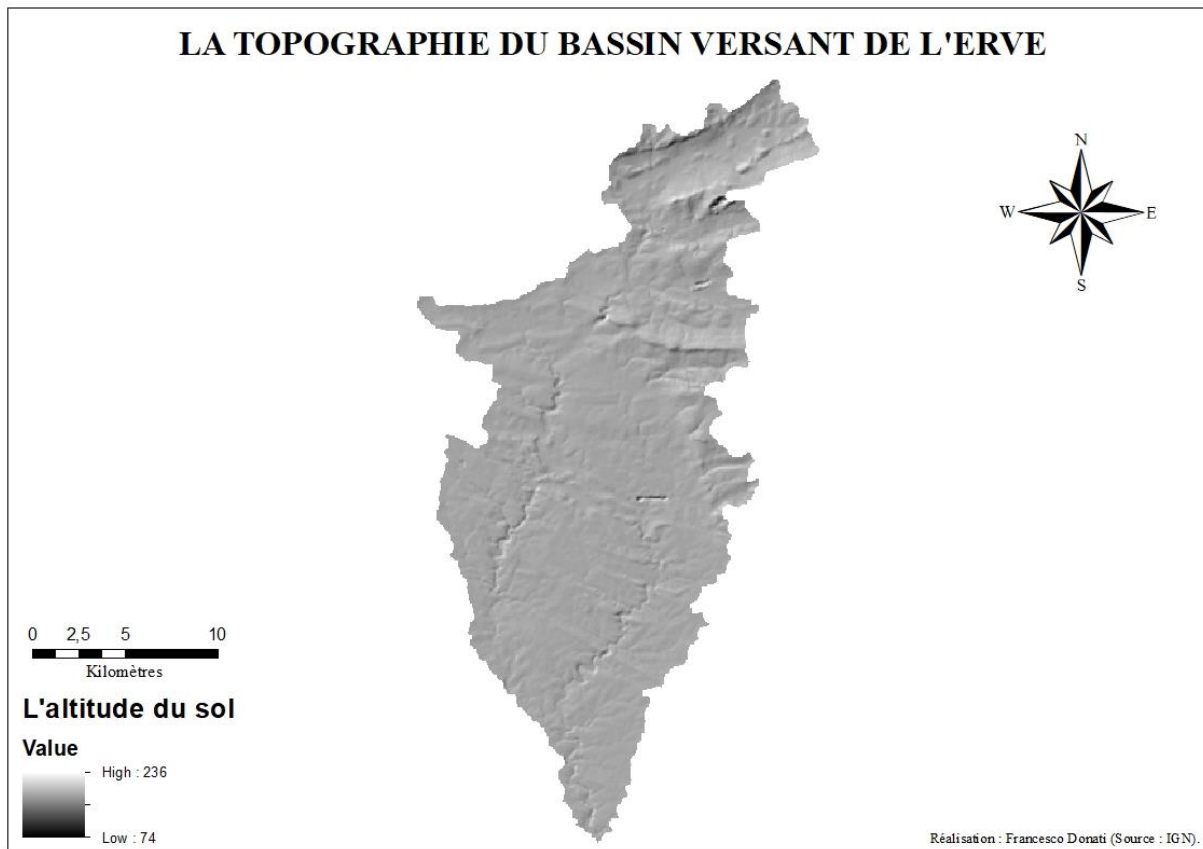 LA TOPOGRAPHIE DU BASSIN VERSANT DE L'ERVE
N
W E
S
0 2,5 5 10
Kilomètres
L'altitude du sol
Value
High : 236
Low : 74
Réalisation : Francesco Donati (Source : IGN).